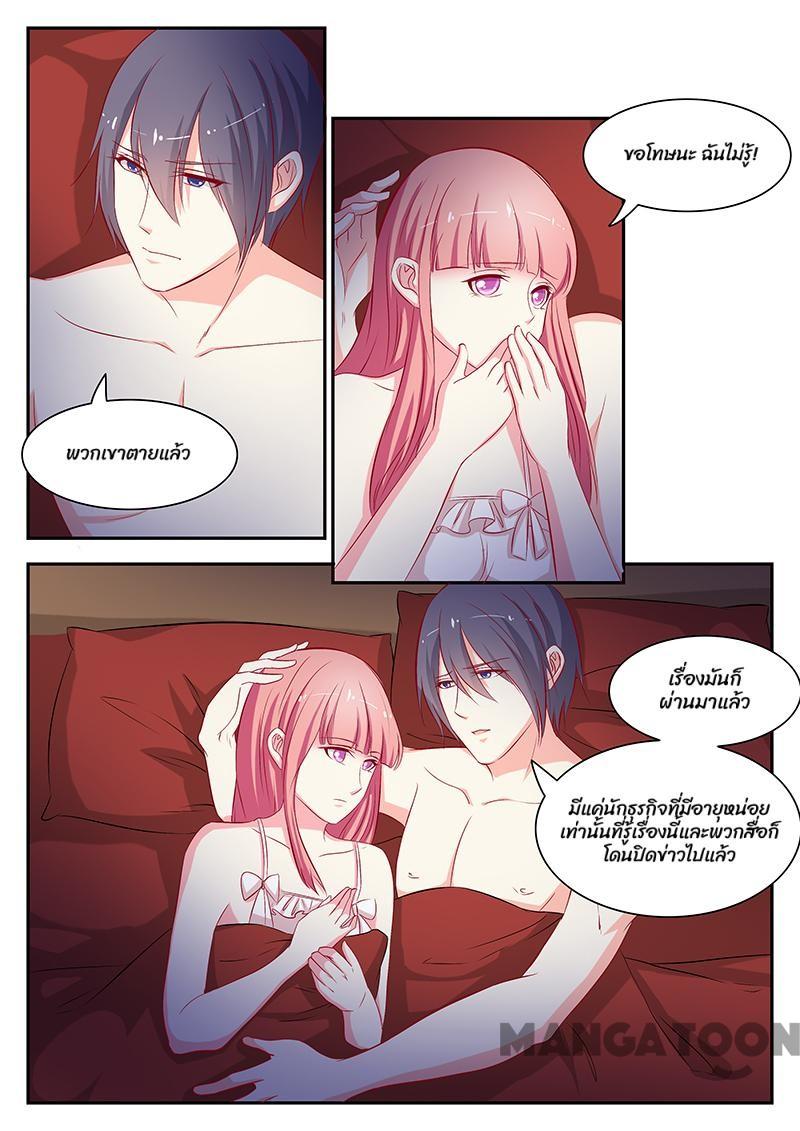 พวกเขาตายแล้ว
ขอโทษนะ ฉันไม่รู้!
เรื่องมันก็
ผ่านมาแล้ว
มีแค่นักธุรกิจที่มีอายุหน่อย
เท่านั้นที่รู้เรื่องนี้และพวกสื่อก็
โดนปิดข่าวไปแล้ว
MANGATOON